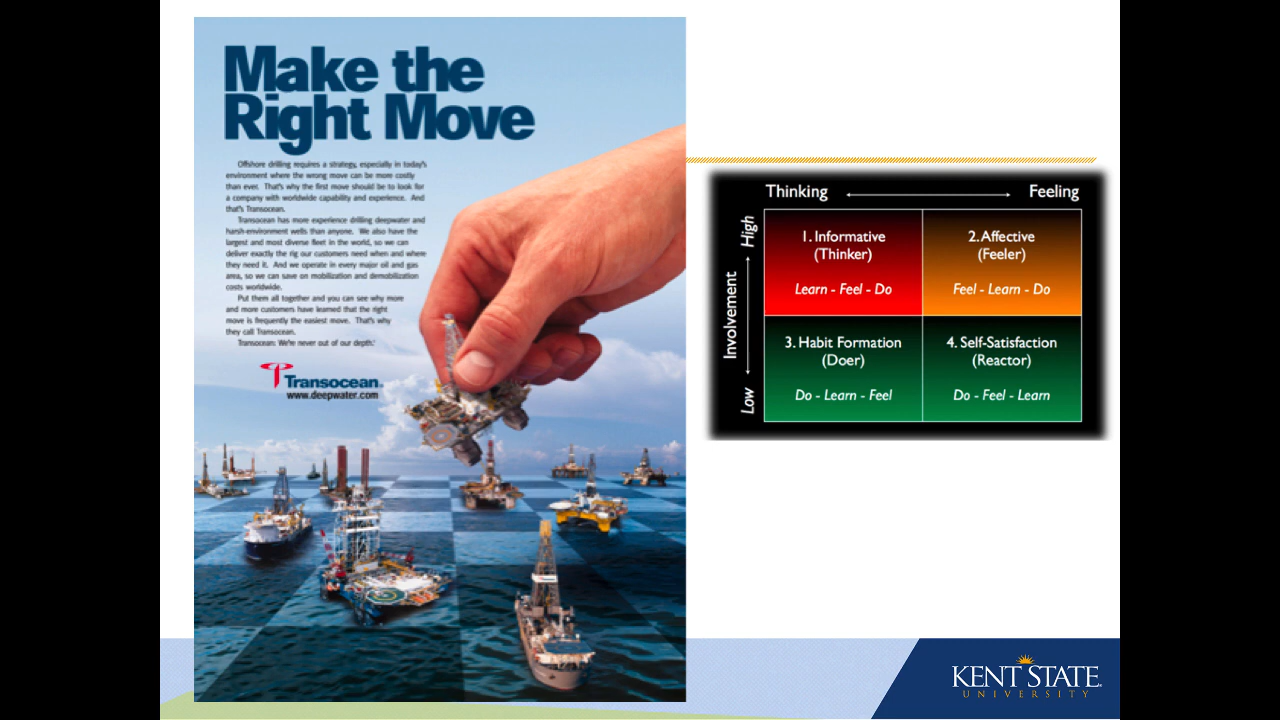 Make the
Right Move
Offshore drilling requires a strategy, especially in today's
environment where the wrong move can be more costly
than ever. That's why the first move should be to look for
a company with worldwide capability and experience. And
that's Transocean.
Transocean has more experience drilling deepwater and
harsh-environment wells than anyone. We also have the
largest and most diverse fleet in the world, so we can
deliver exactly the rig our customers need when and where
they need it. And we operate in every major oil and gas
area, so we can save on mobilization and demobilization
costs worldwide.
Put them all together and you can see why more
and more customers have learned that the right
move is frequently the easiest move. That's why
they call Transocean.
Transocean: We're never out of our depth.®
Transocean®
www.deepwater.com
Thinking Feeling
Involvement
High
Low
1. Informative
(Thinker)
Learn - Feel - Do
2. Affective
(Feeler)
Feel - Learn - Do
3. Habit Formation
(Doer)
Do - Learn - Feel
4. Self-Satisfaction
(Reactor)
Do - Feel - Learn
KENT STATE
UNIVERSITY